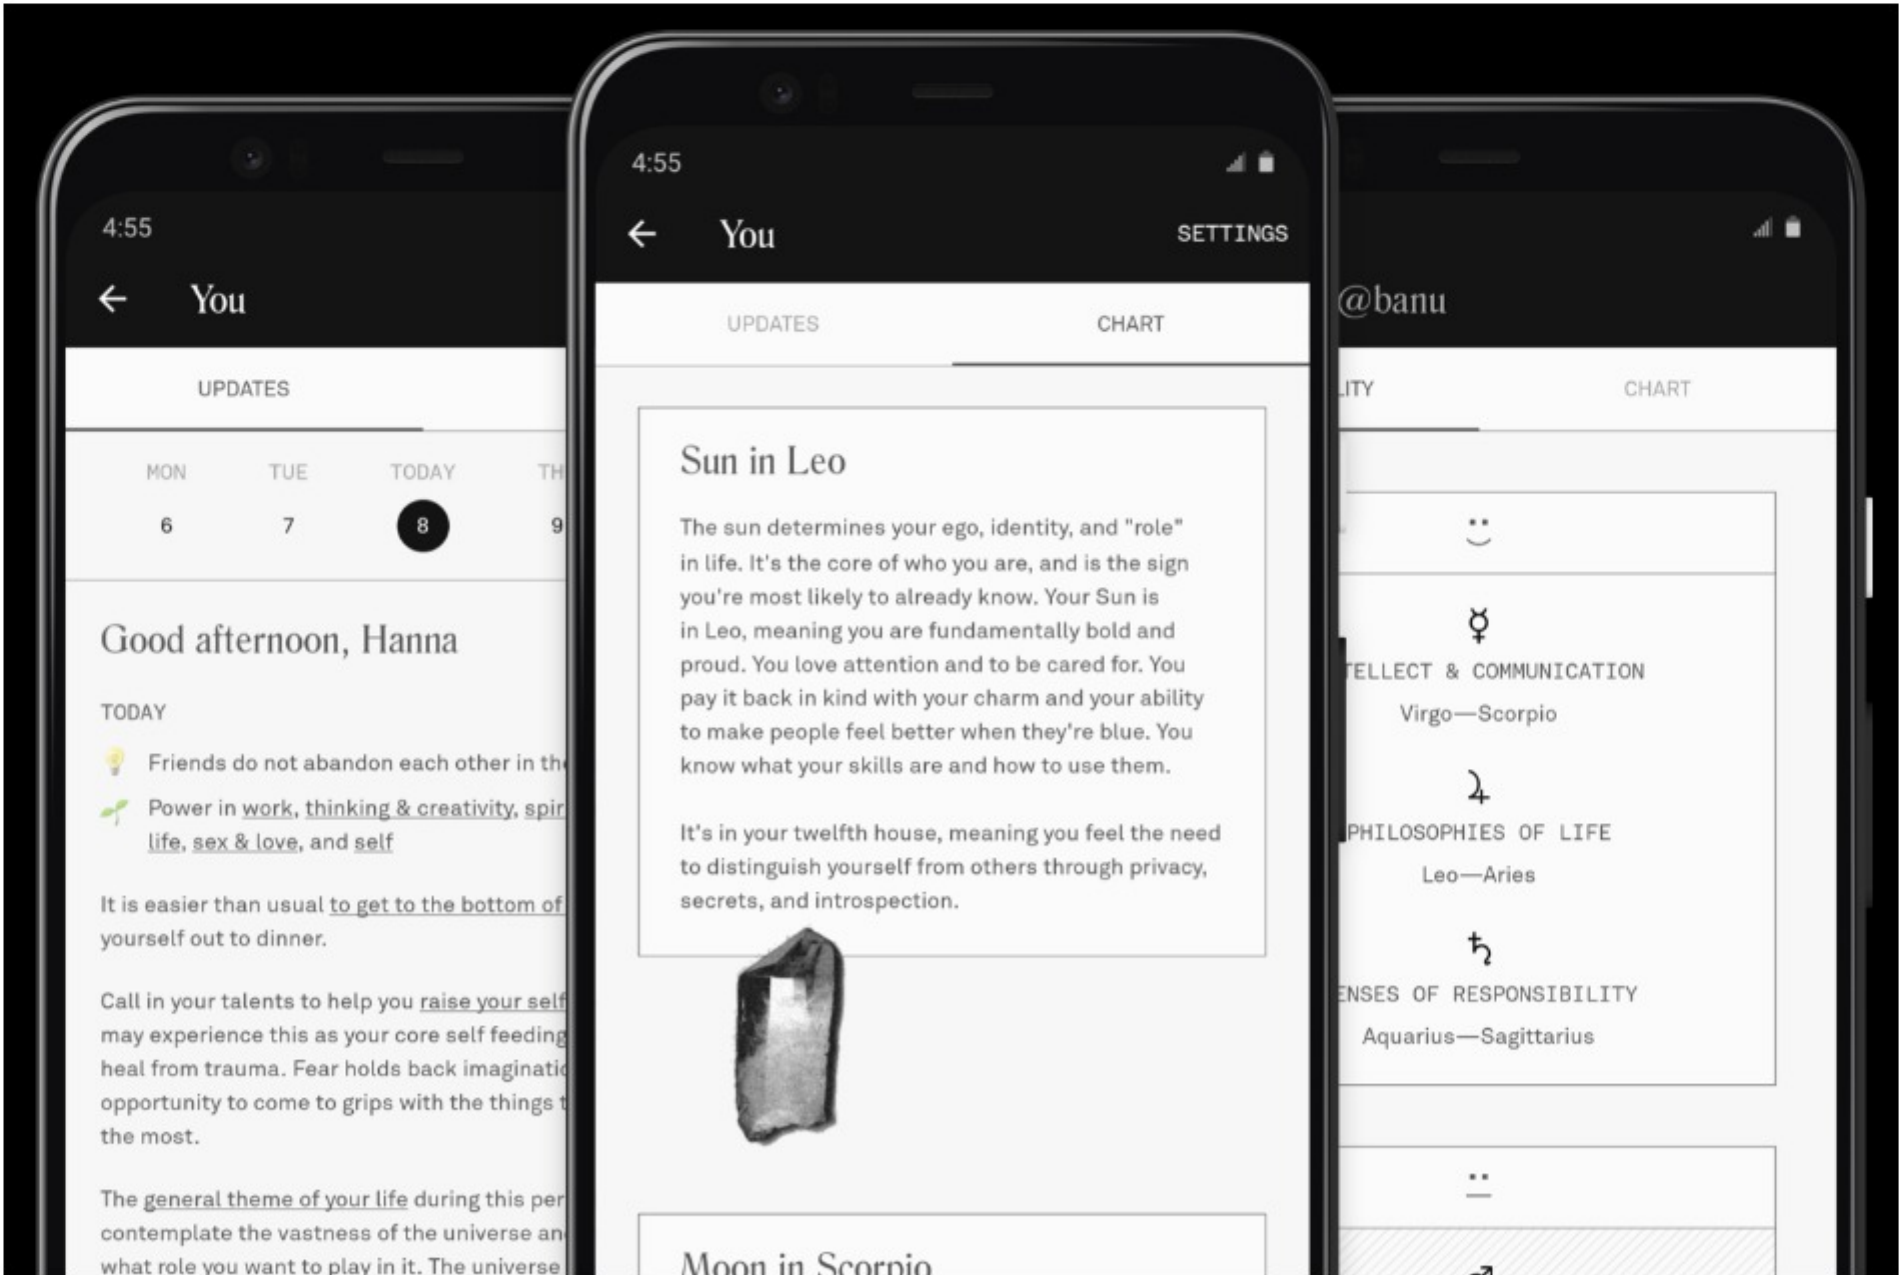 4:55
You
UPDATES
MON TUE TODAY
6 7 8 9
Good afternoon, Hanna
TODAY
Friends do not abandon each other in
Power in work, thinking & creativity,
life, sex & love, and self
It is easier than usual to get to the bottom of
yourself out to dinner.
Call in your talents to help you raise your self
may experience this as your core self feeding
heal from trauma. Fear holds back
opportunity to come to grips with the things
the most.
The general theme of your life during this
contemplate the vastness of the universe
what role you want to play in it. The universe
4:55
You SETTINGS
UPDATES CHART
Sun in Leo
The sun determines your ego, identity, and "role"
in life. It's the core of who you are, and is the sign
you're most likely to already know. Your Sun is
in Leo, meaning you are fundamentally bold and
proud. You love attention and to be cared for. You
pay it back in kind with your charm and your ability
to make people feel better when they're blue. You
know what your skills are and how to use them.
It's in your twelfth house, meaning you feel the need
to distinguish yourself from others through privacy,
secrets, and introspection.
Moon in Scorpio
@banu
CHART
& COMMUNICATION
Virgo—Scorpio
PHILOSOPHIES OF LIFE
Leo—Aries
OF RESPONSIBILITY
Aquarius—Sagittarius